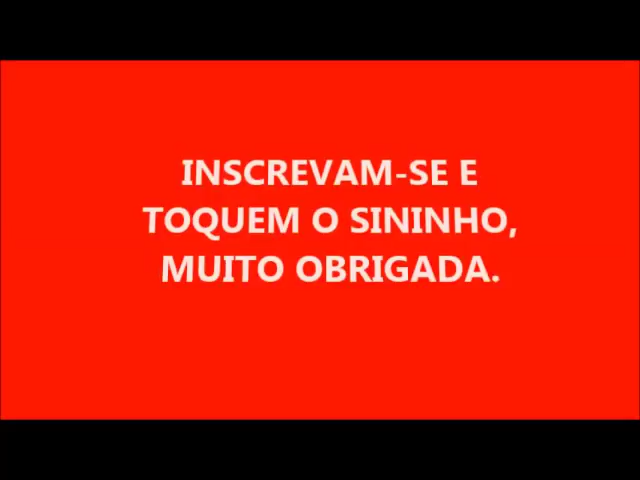 INSCREVAM-SE E
TOQUEM O SININHO,
MUITO OBRIGADA.